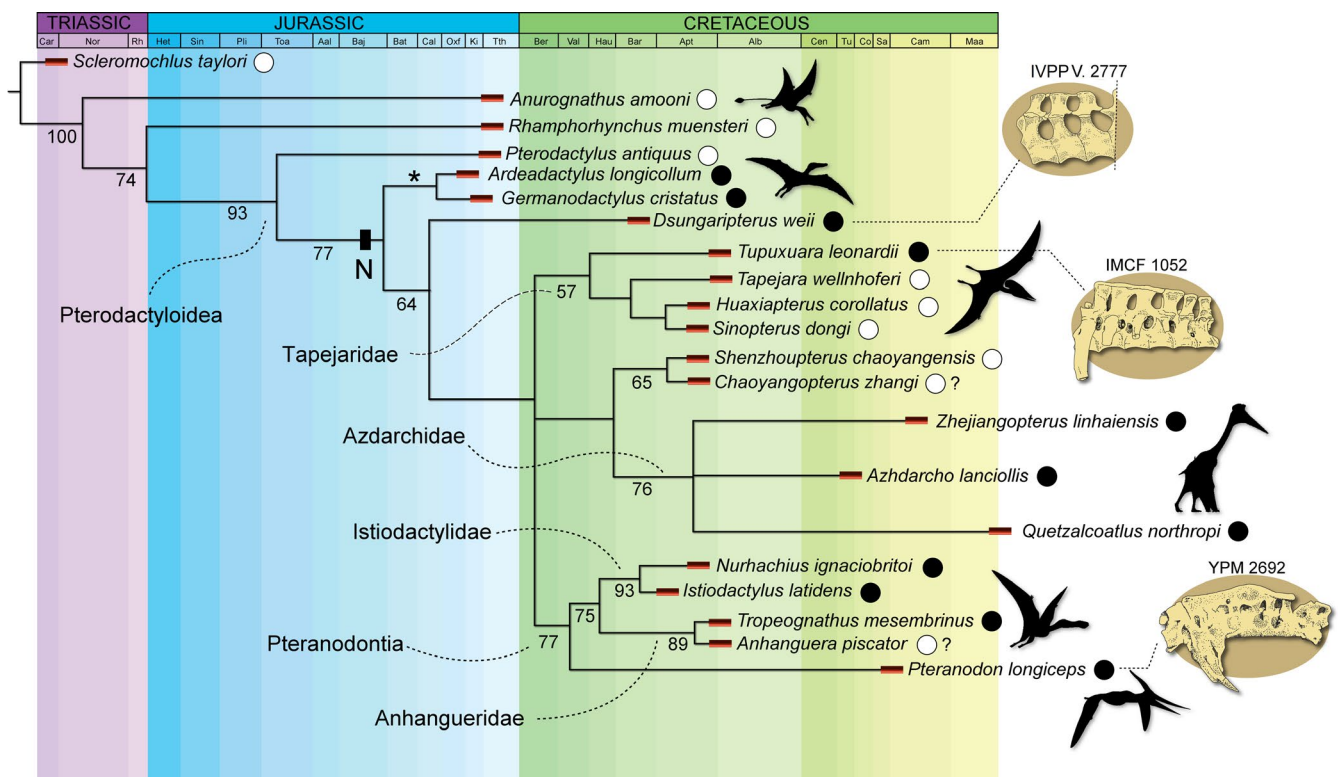 TRIASSIC JURASSIC CRETACEOUS
Car Nor Rh Het Sin Pli Toa Aal Baj Bat Cal Oxf Ki Tth Ber Val Hau Bar Apt Alb Cen Tu Co Sa Cam Maa
Scleromochlus taylori
IVPP V. 2777
Anurognathus amooni
100
Rhamphorhynchus muensteri
74
Pterodactylus antiquus
* Ardeadactylus longicollum
Germanodactylus cristatus
93
Dsungaripterus weii
77
N
Tupuxuara leonardii
IMCF 1052
Tapejara wellnhoferi
57
64
Huaxiapterus corollatus
Pterodactyloidea
Sinopterus dongi
Tapejaridae
Shenzhoupterus chaoyangensis
65
Chaoyangopterus zhangi ?
Zhejiangopterus linhaiensis
Azdarchidae
Azhdarcho lanciollis
76
Istiodactylidae
Quetzalcoatlus northropi
Nurhachius ignaciobritoi
YPM 2692
93
Istiodactylus latidens
75
Tropeognathus mesembrinus
Pteranodontia
77
89
Anhanguera piscator ?
Pteranodon longiceps
Anhangueridae